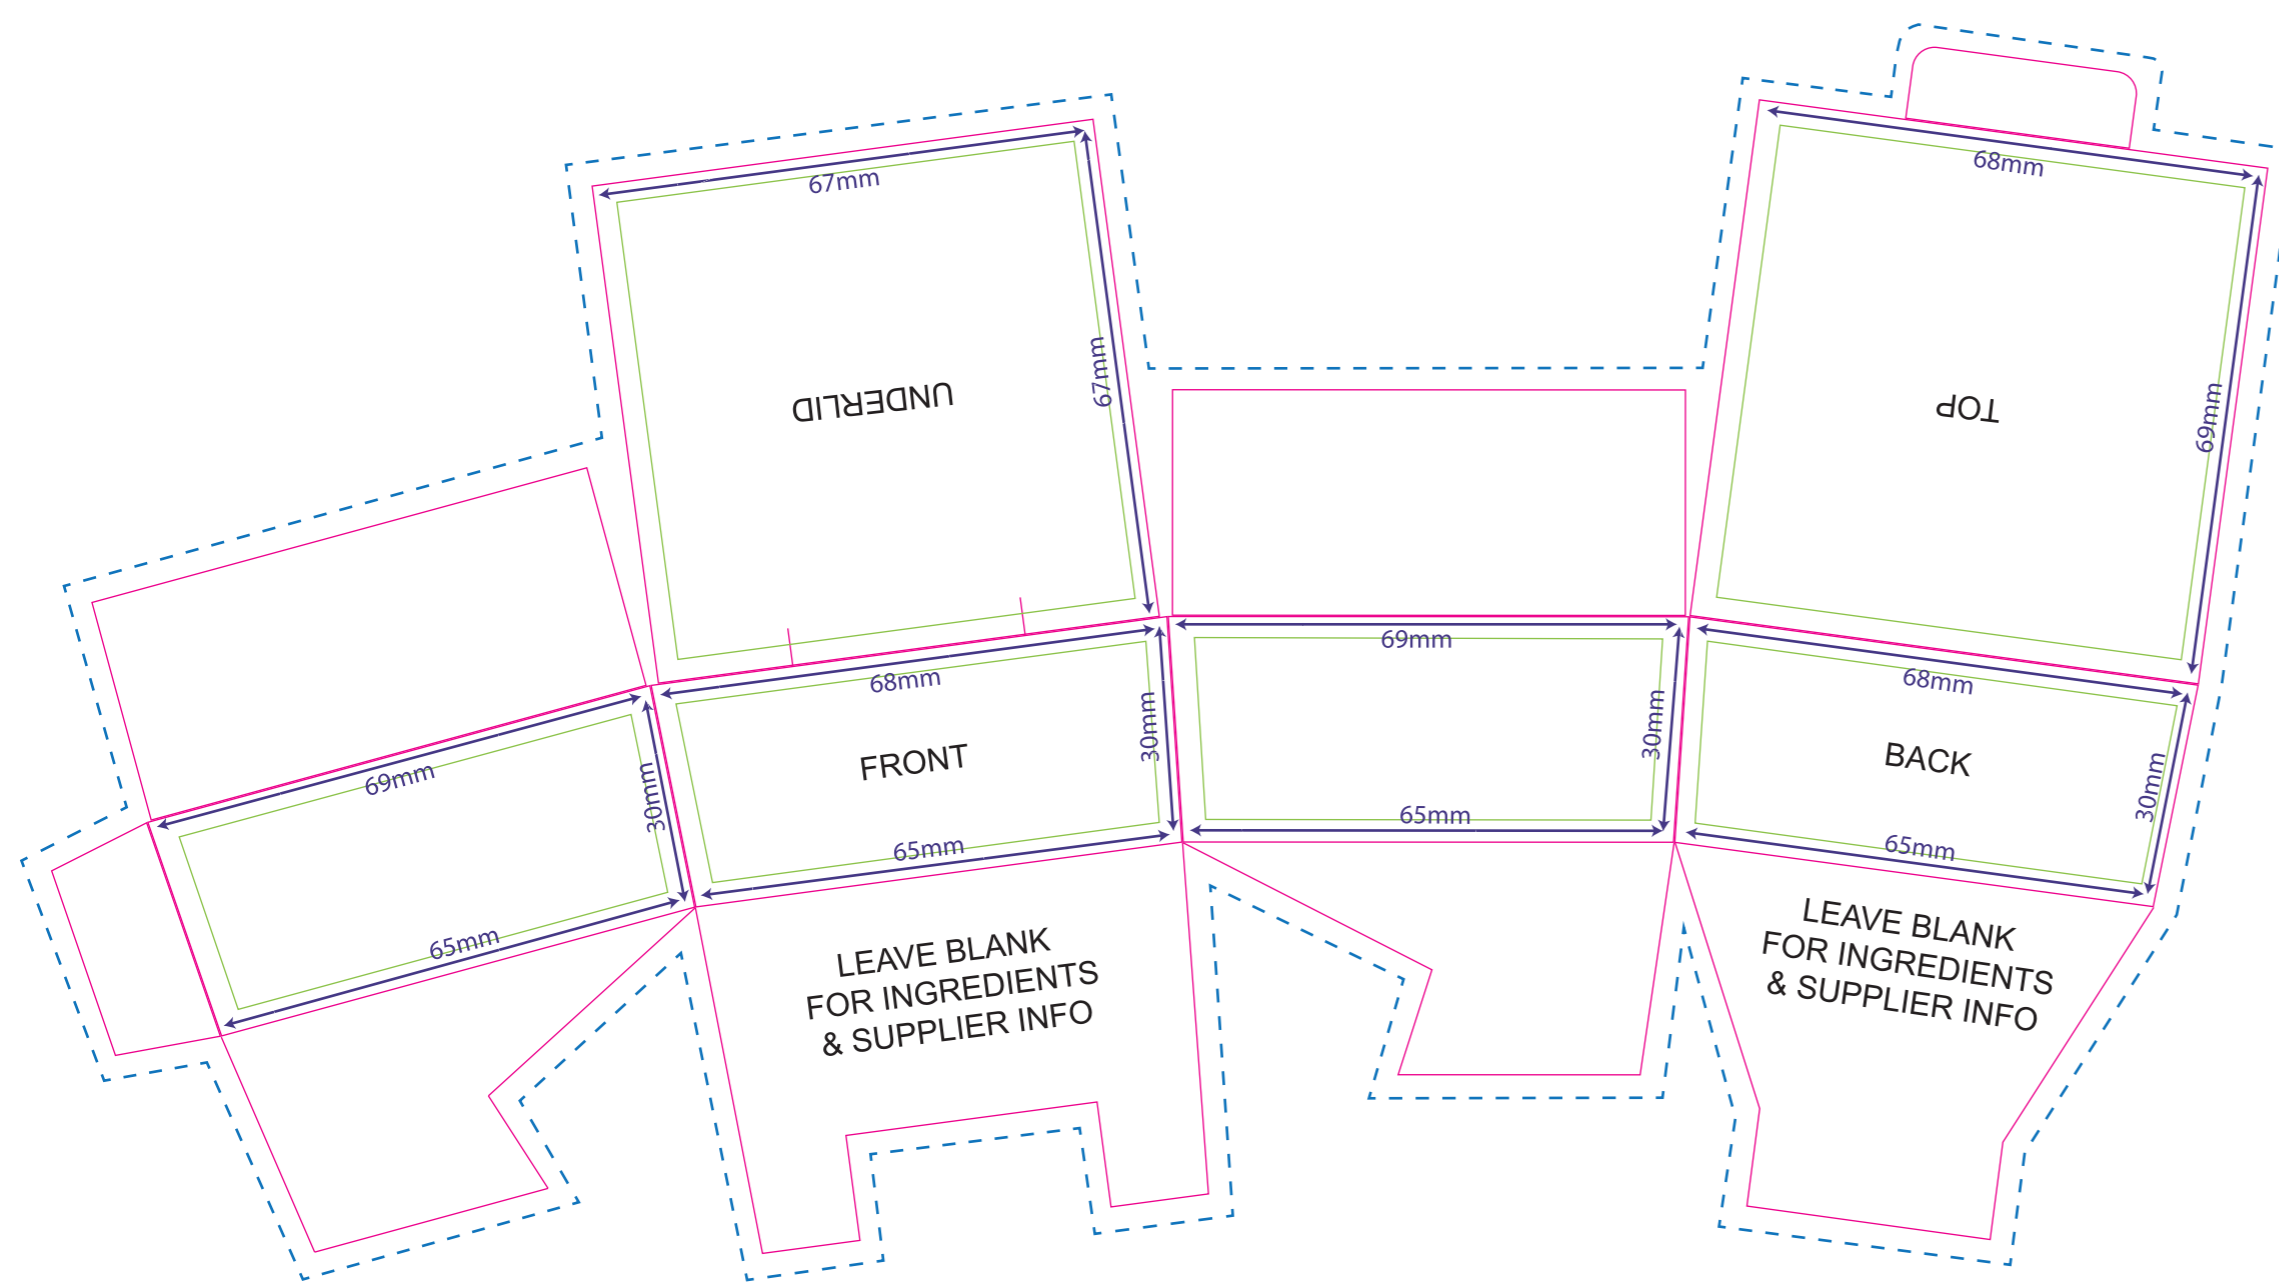 67mm
67mm
UNDERLID
68mm
69mm
TOP
69mm
30mm
65mm
68mm
30mm
FRONT
65mm
69mm
30mm
65mm
68mm
30mm
BACK
65mm
LEAVE BLANK
FOR INGREDIENTS
& SUPPLIER INFO
LEAVE BLANK
FOR INGREDIENTS
& SUPPLIER INFO